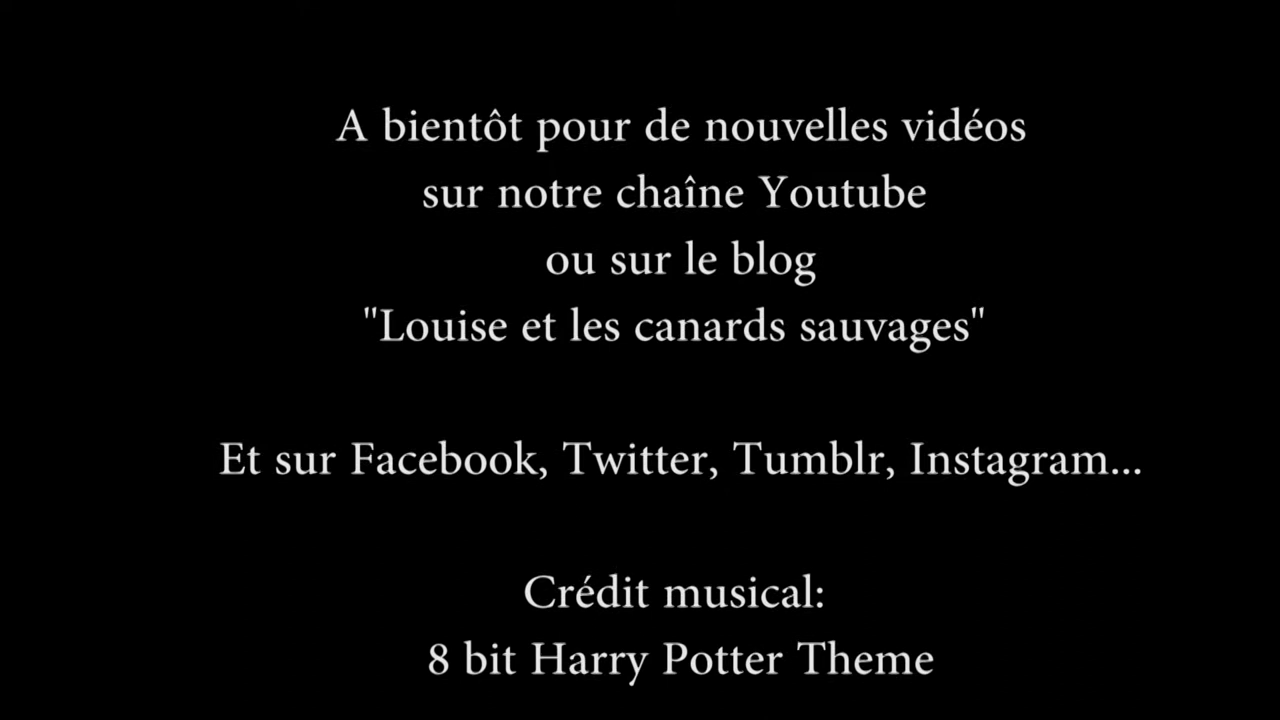 A bientôt pour de nouvelles vidéos
sur notre chaîne Youtube
ou sur le blog
"Louise et les canards sauvages"
Et sur Facebook, Twitter, Tumblr, Instagram...
Crédit musical:
8 bit Harry Potter Theme